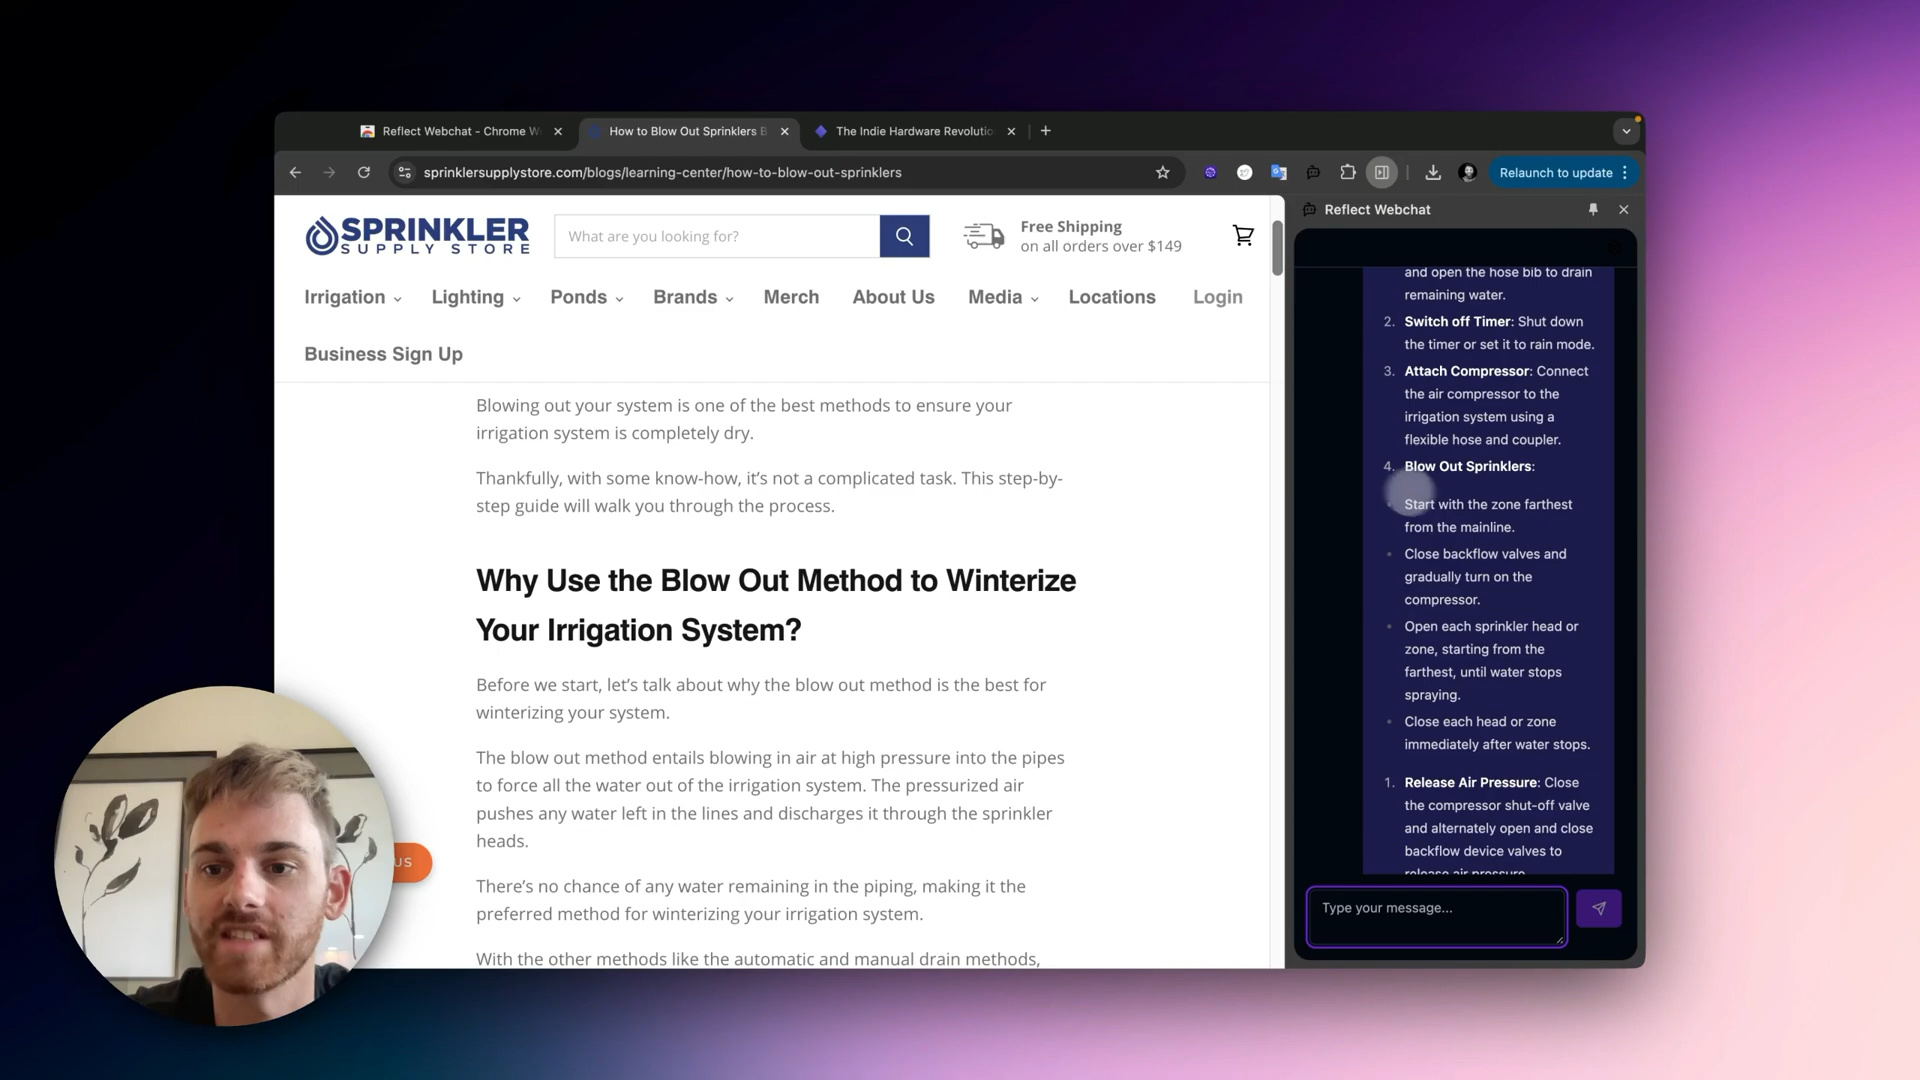 Reflect Webchat - Chrome W
How to Blow Out Sprinklers B
The Indie Hardware Revolutio
sprinklersupplystore.com/blogs/learning-center/how-to-blow-out-sprinklers
Relaunch to update
SPRINKLER
SUPPLY STORE
What are you looking for?
Free Shipping
on all orders over $149
Irrigation
Lighting
Ponds
Brands
Merch
About Us
Media
Locations
Login
Business Sign Up
Blowing out your system is one of the best methods to ensure your
irrigation system is completely dry.
Thankfully, with some know-how, it’s not a complicated task. This step-by-
step guide will walk you through the process.
Why Use the Blow Out Method to Winterize
Your Irrigation System?
Before we start, let’s talk about why the blow out method is the best for
winterizing your system.
The blow out method entails blowing in air at high pressure into the pipes
to force all the water out of the irrigation system. The pressurized air
pushes any water left in the lines and discharges it through the sprinkler
heads.
There’s no chance of any water remaining in the piping, making it the
preferred method for winterizing your irrigation system.
With the other methods like the automatic and manual drain methods,
US
Reflect Webchat
and open the hose bib to drain
remaining water.
2. Switch off Timer: Shut down
the timer or set it to rain mode.
3. Attach Compressor: Connect
the air compressor to the
irrigation system using a
flexible hose and coupler.
4. Blow Out Sprinklers:
Start with the zone farthest
from the mainline.
Close backflow valves and
gradually turn on the
compressor.
Open each sprinkler head or
zone, starting from the
farthest, until water stops
spraying.
Close each head or zone
immediately after water stops.
1. Release Air Pressure: Close
the compressor shut-off valve
and alternately open and close
backflow device valves to
release air pressure
Type your message...